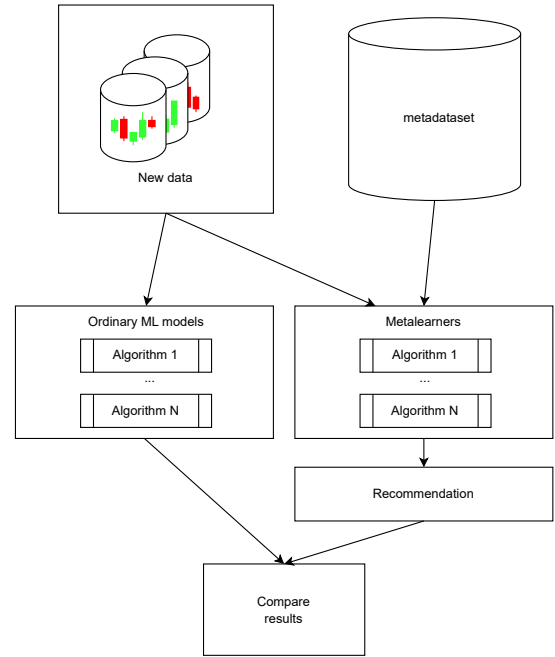 New data
metadataset
Ordinary ML models
Algorithm 1
...
Algorithm N
Metalearners
Algorithm 1
...
Algorithm N
Recommendation
Compare
results